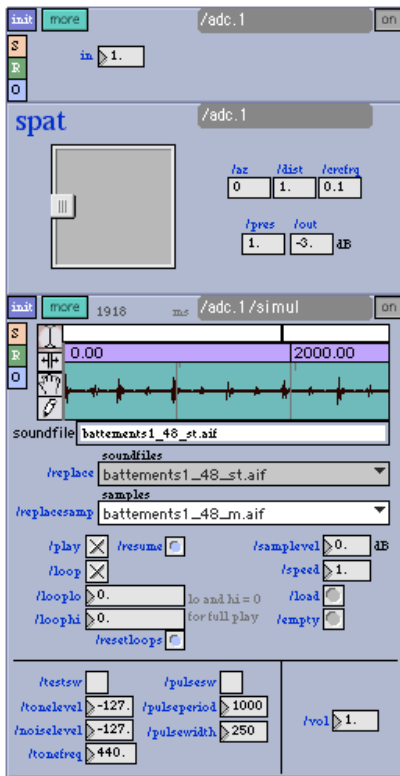 init more /adc.1 on
S
R
O
in 1.
spat /adc.1
/az /dist /crcfrq
0 1. 0.1
/pres /out
1. -3. dB
init more 1918 ms /adc.1/simul on
S
R
O
0.00 2000.00
soundfile battements1_48_st.aif
soundfiles
/replace battements1_48_st.aif
samples
/replacesamp battements1_48_m.aif
/play /resume /samplevel 0. dB
/loop /speed 1.
/looplo 0. lo and hi = 0 /load
/loophi 0. for full play /empty
/resetloops
/testsw /pulsesw
/tonelevel -127. /pulseperiod 1000 /vol 1.
/noiselevel -127. /pulsewidth 250
/tonefreq 440.